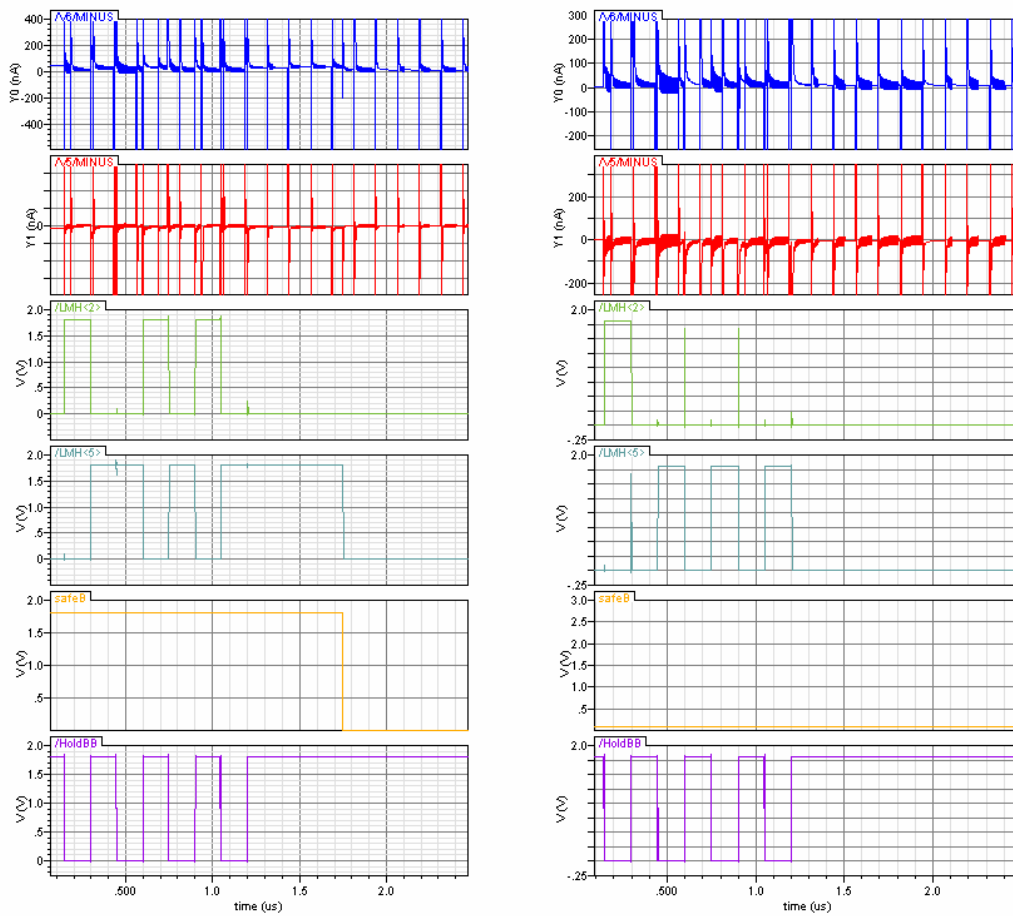 /V6/MINUS
400
200
0
-200
-400
Y0 (nA)
/V5/MINUS
0
Y1 (nA)
/LMH<2>
2.0
1.5
1.0
.5
0
V (V)
/LMH<5>
2.0
1.5
1.0
.5
0
V (V)
safeB
2.0
1.5
1.0
.5
V (V)
/HoldBB
2.0
1.5
1.0
.5
0
V (V)
.500 1.0 1.5 2.0
time (us)
/V6/MINUS
300
200
100
0
-100
-200
Y0 (nA)
/V5/MINUS
200
0
-200
Y1 (nA)
/LMH<2>
2.0
-.25
V (V)
/LMH<5>
2.0
-.25
V (V)
safeB
3.0
2.5
2.0
1.5
1.0
.5
V (V)
/HoldBB
2.0
-.25
V (V)
.500 1.0 1.5 2.0
time (us)